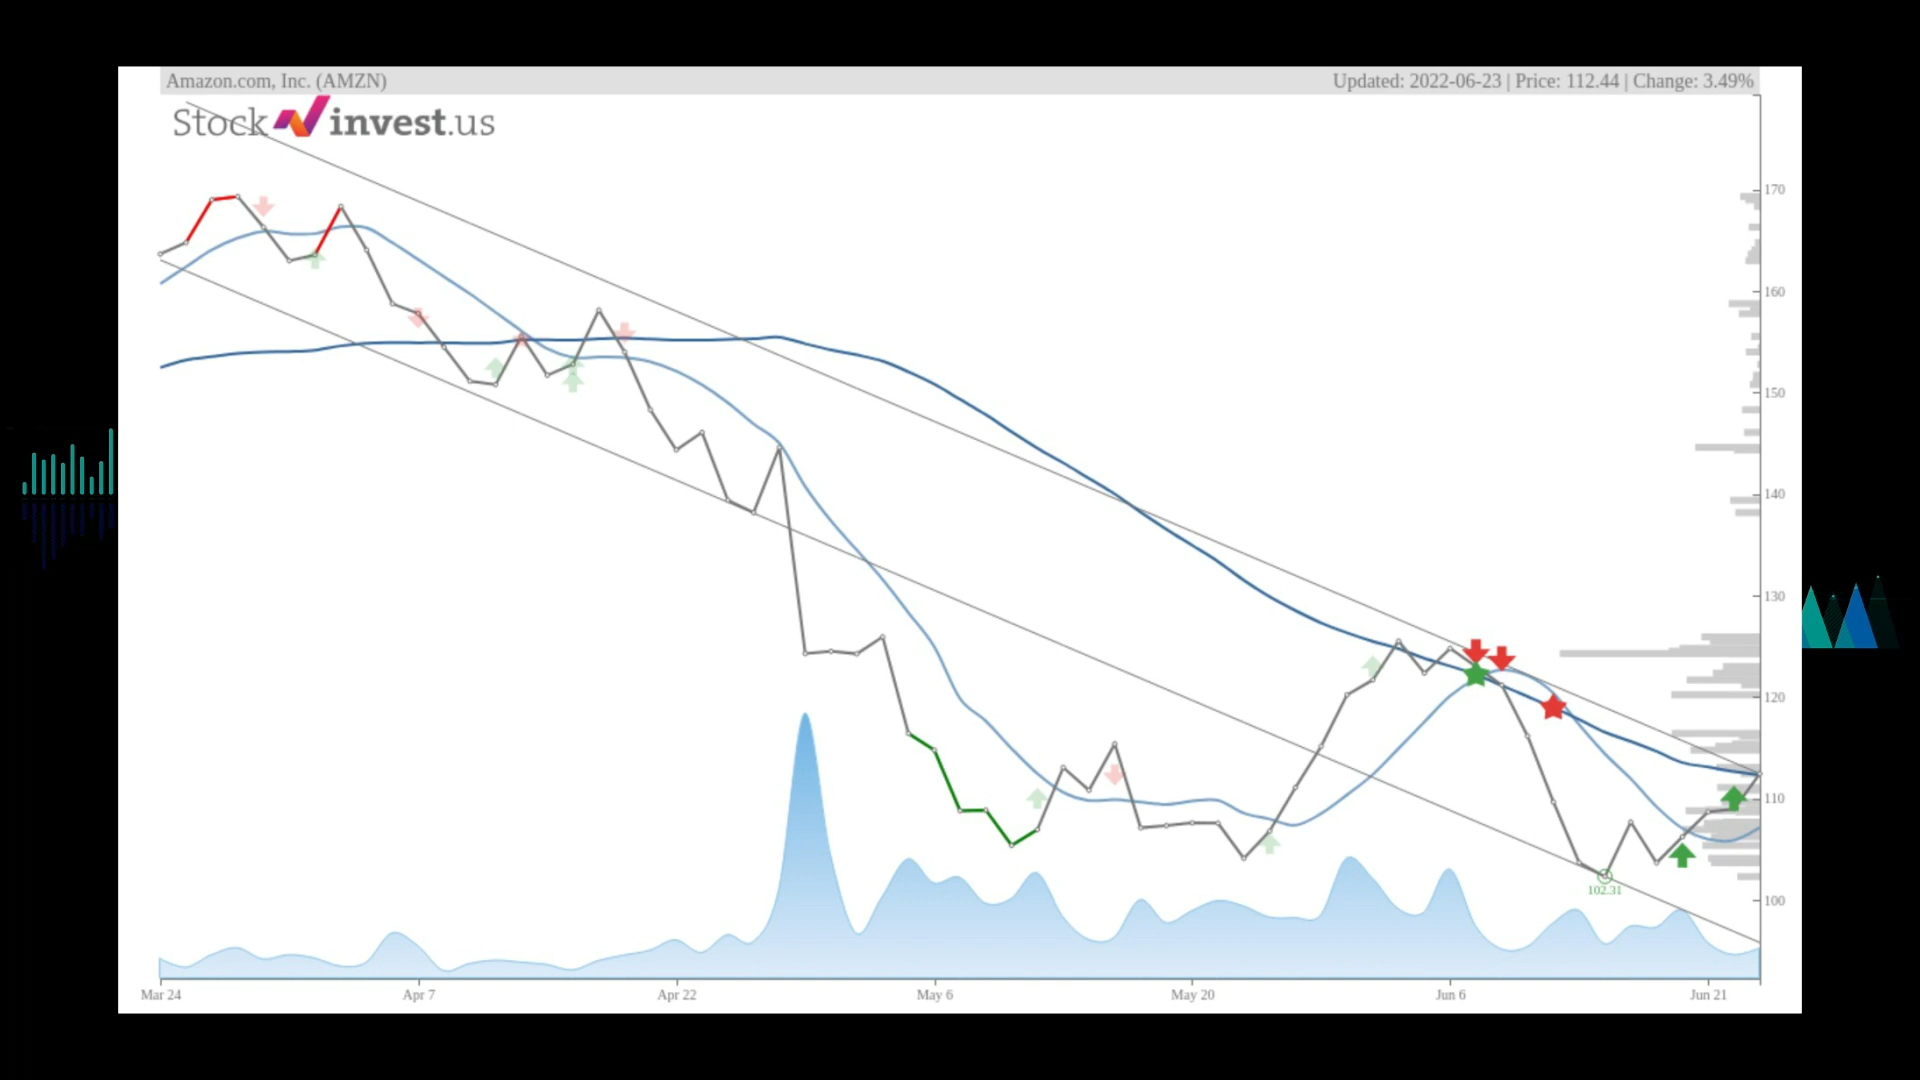 Amazon.com, Inc. (AMZN)
Updated: 2022-06-23 | Price: 112.44 | Change: 3.49%
Stock invest.us
170
160
150
140
130
120
110
100
102.31
Mar 24
Apr 7
Apr 22
May 6
May 20
Jun 6
Jun 21